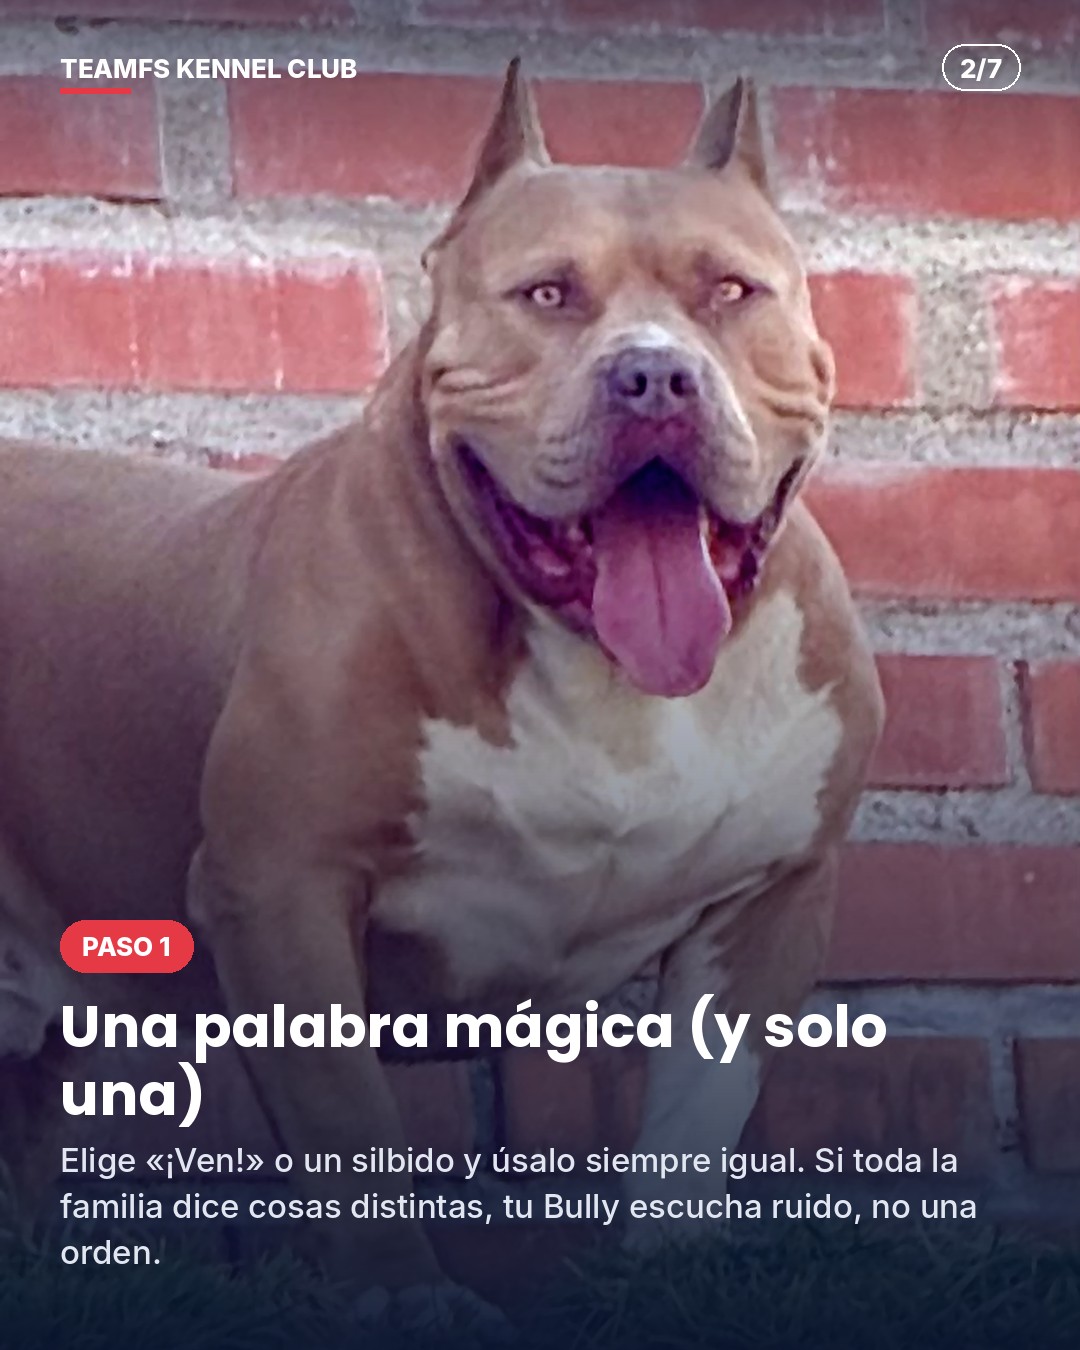 TEAMFS KENNEL CLUB
2/7
PASO 1
Una palabra mágica (y solo
una)
Elige «¡Ven!» o un silbido y úsalo siempre igual. Si toda la
familia dice cosas distintas, tu Bully escucha ruido, no una
orden.